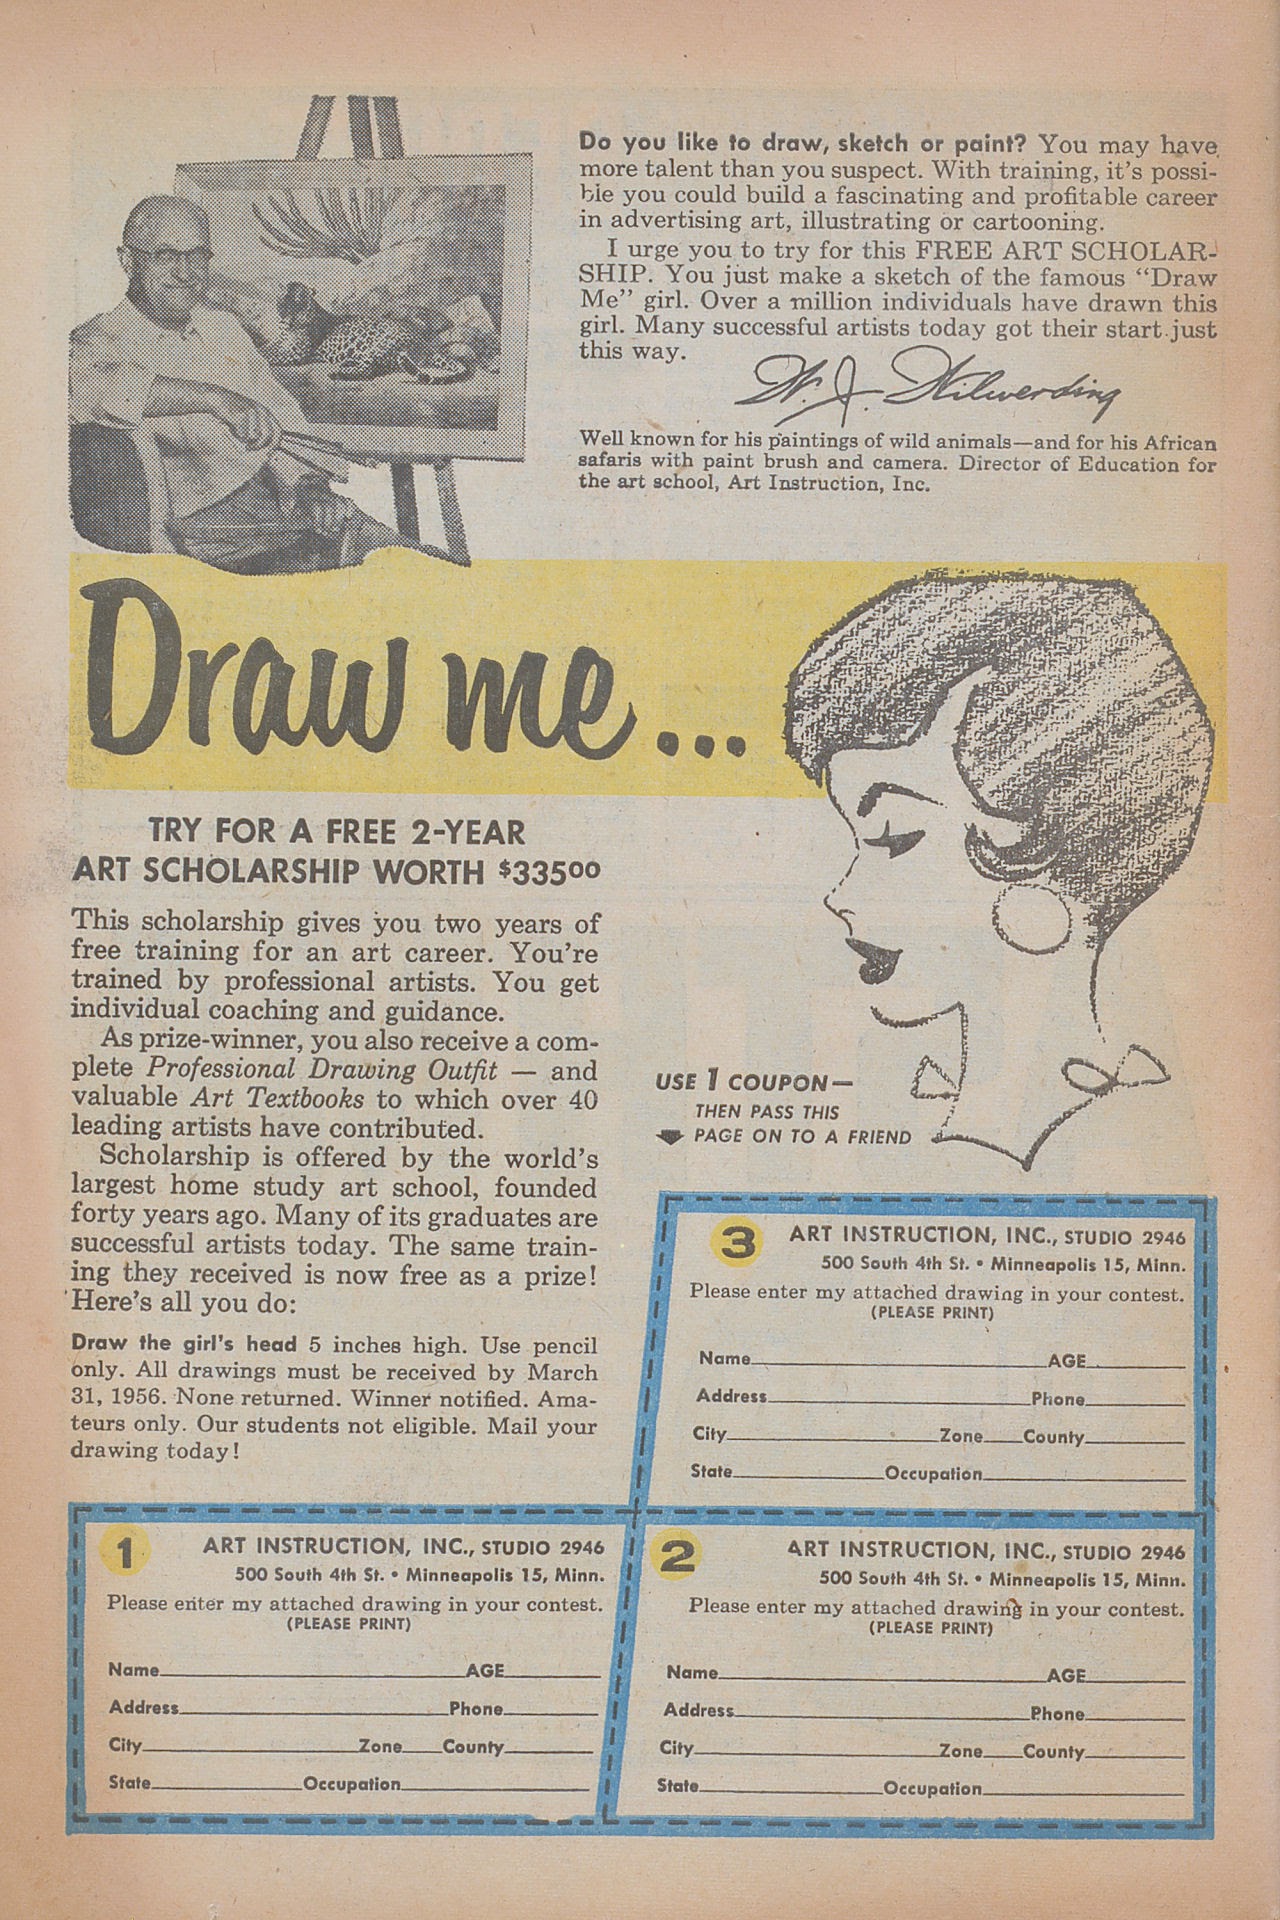 Do you like to draw, sketch or paint? You may have
more talent than you suspect. With training, it's possi-
ble you could build a fascinating and profitable career
in advertising art, illustrating or cartooning.
I urge you to try for this FREE ART SCHOLAR-
SHIP. You just make a sketch of the famous "Draw
Me" girl. Over a million individuals have drawn this
girl. Many successful artists today got their start just
this way.
W. J. Wilwerding
Well known for his paintings of wild animals—and for his African
safaris with paint brush and camera. Director of Education for
the art school, Art Instruction, Inc.
Draw me...
TRY FOR A FREE 2-YEAR
ART SCHOLARSHIP WORTH $33500
This scholarship gives you two years of
free training for an art career. You're
trained by professional artists. You get
individual coaching and guidance.
As prize-winner, you also receive a com-
plete Professional Drawing Outfit — and
valuable Art Textbooks to which over 40
leading artists have contributed.
Scholarship is offered by the world's
largest home study art school, founded
forty years ago. Many of its graduates are
successful artists today. The same train-
ing they received is now free as a prize!
Here's all you do:
Draw the girl's head 5 inches high. Use pencil
only. All drawings must be received by March
31, 1956. None returned. Winner notified. Ama-
teurs only. Our students not eligible. Mail your
drawing today!
USE 1 COUPON—
THEN PASS THIS
PAGE ON TO A FRIEND
3 ART INSTRUCTION, INC., STUDIO 2946
500 South 4th St. • Minneapolis 15, Minn.
Please enter my attached drawing in your contest.
(PLEASE PRINT)
Name AGE
Address Phone
City Zone County
State Occupation
1 ART INSTRUCTION, INC., STUDIO 2946
500 South 4th St. • Minneapolis 15, Minn.
Please enter my attached drawing in your contest.
(PLEASE PRINT)
Name AGE
Address Phone
City Zone County
State Occupation
2 ART INSTRUCTION, INC., STUDIO 2946
500 South 4th St. • Minneapolis 15, Minn.
Please enter my attached drawing in your contest.
(PLEASE PRINT)
Name AGE
Address Phone
City Zone County
State Occupation